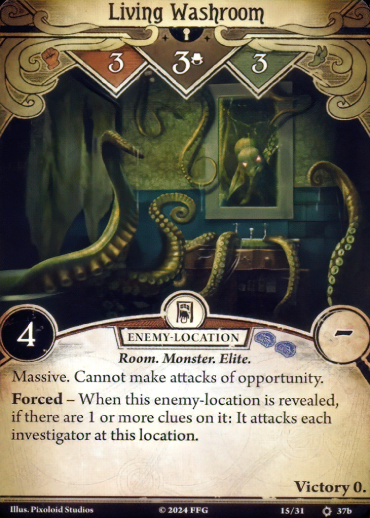 Living Washroom
3 3 3
4 ENEMY-LOCATION –
Room. Monster. Elite.
Massive. Cannot make attacks of opportunity.
Forced – When this enemy-location is revealed,
if there are 1 or more clues on it: It attacks each
investigator at this location.
Victory 0.
Illus. Pixoloid Studios © 2024 FFG 15/31 37b